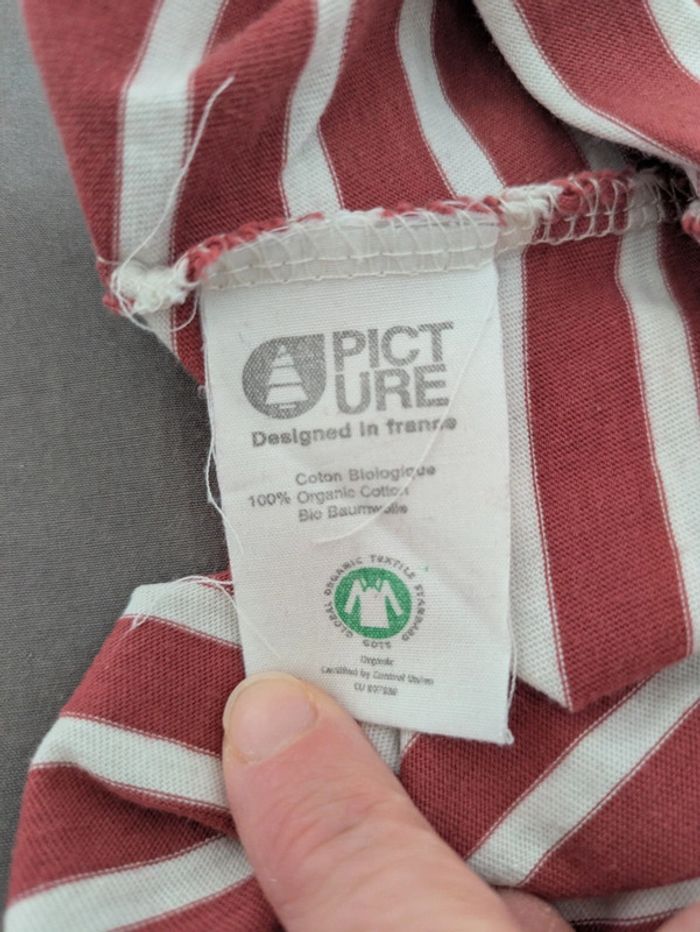 PICT
URE
Designed in france
Coton Biologique
100% Organic Cotton
Bio Baumwolle
GLOBAL ORGANIC TEXTILE STANDARD
GOTS
Organic
Certified by Control Union